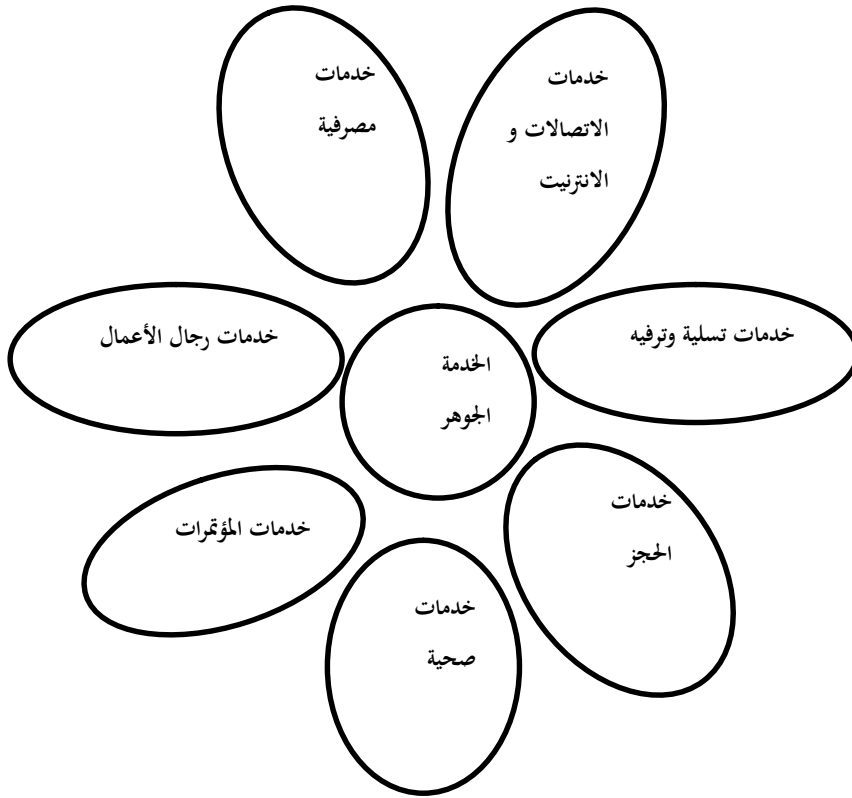 خدمات
الاتصالات و
الانترنيت
خدمات
مصرفية
خدمات تسلية وترفيه
خدمات رجال الأعمال
الخدمة
الجوهر
خدمات
الحجز
خدمات المؤتمرات
خدمات
صحية